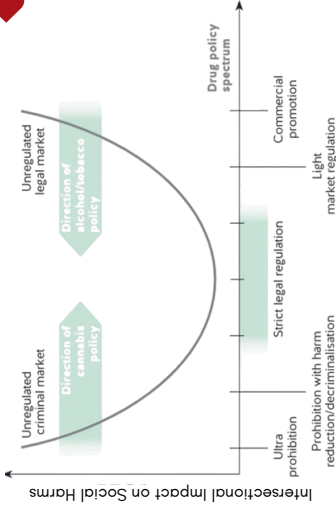 Intersectional Impact on Social Harms
Unregulated
criminal market
Unregulated
legal market
Direction of
cannabis
policy
Direction of
alcohol/tobacco
policy
Drug policy
spectrum
Ultra
prohibition
Prohibition with harm
reduction/decriminalisation
Strict legal regulation
Light
market regulation
Commercial
promotion